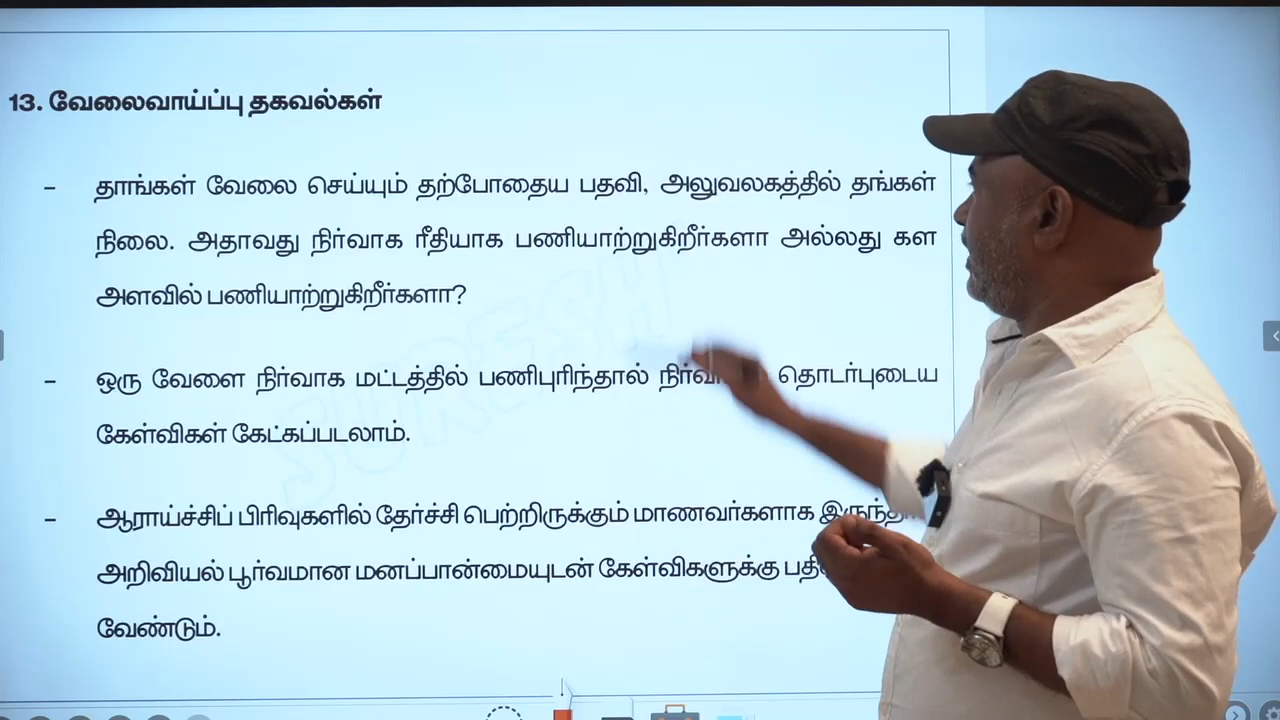 13. வேலைவாய்ப்பு தகவல்கள்
– தாங்கள் வேலை செய்யும் தற்போதைய பதவி, அலுவலகத்தில் தங்கள்
நிலை. அதாவது நிர்வாக ரீதியாக பணியாற்றுகிறீர்களா அல்லது கள
அளவில் பணியாற்றுகிறீர்களா?
– ஒரு வேளை நிர்வாக மட்டத்தில் பணிபுரிந்தால் தொடர்புடைய
கேள்விகள் கேட்கப்படலாம்.
– ஆராய்ச்சிப் பிரிவுகளில் தேர்ச்சி பெற்றிருக்கும் மாணவர்களாக
அறிவியல் பூர்வமான மனப்பான்மையுடன் கேள்விகளுக்கு
வேண்டும்.
SURESH